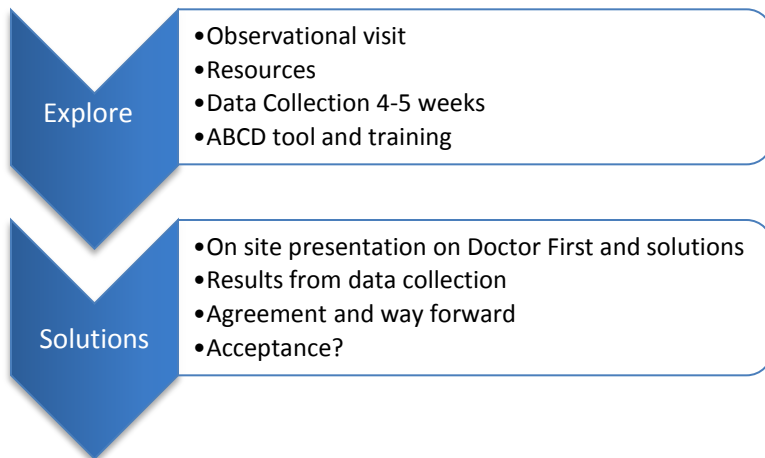 Explore
•Observational visit
•Resources
•Data Collection 4-5 weeks
•ABCD tool and training
Solutions
•On site presentation on Doctor First and solutions
•Results from data collection
•Agreement and way forward
•Acceptance?